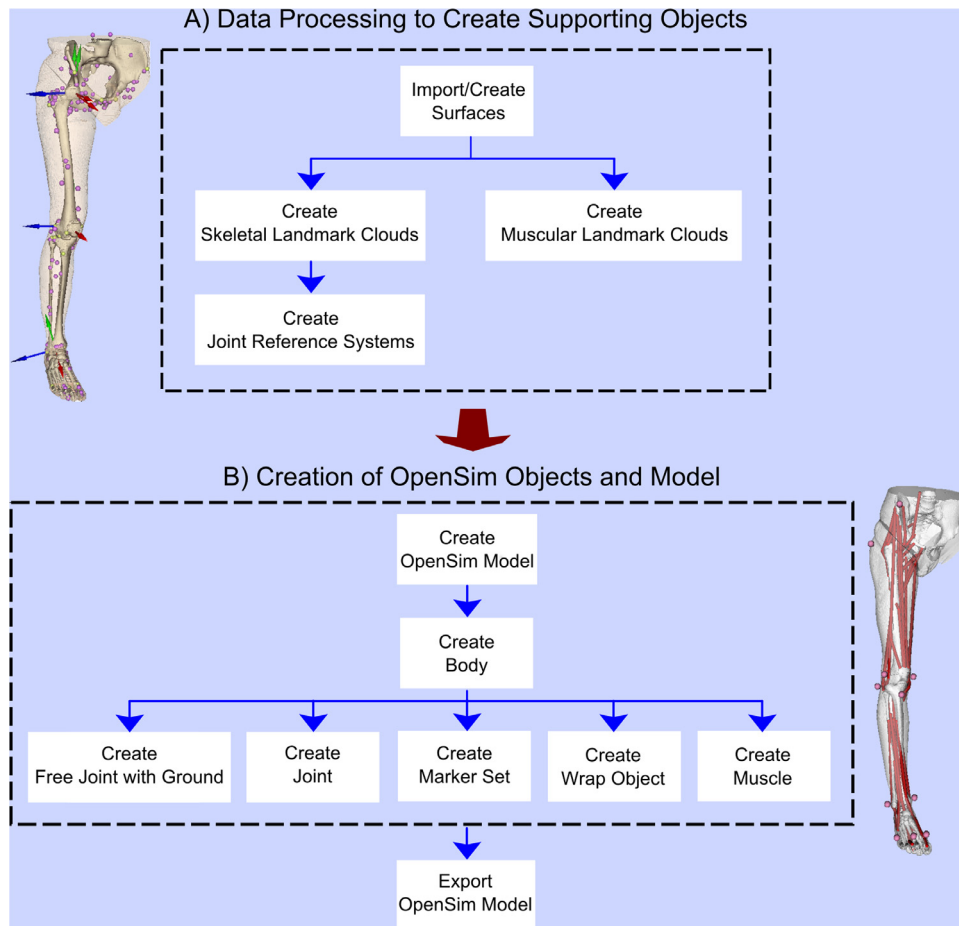 A) Data Processing to Create Supporting Objects
Import/Create
Surfaces
Create
Skeletal Landmark Clouds
Create
Muscular Landmark Clouds
Create
Joint Reference Systems
B) Creation of OpenSim Objects and Model
Create
OpenSim Model
Create
Body
Create
Free Joint with Ground
Create
Joint
Create
Marker Set
Create
Wrap Object
Create
Muscle
Export
OpenSim Model